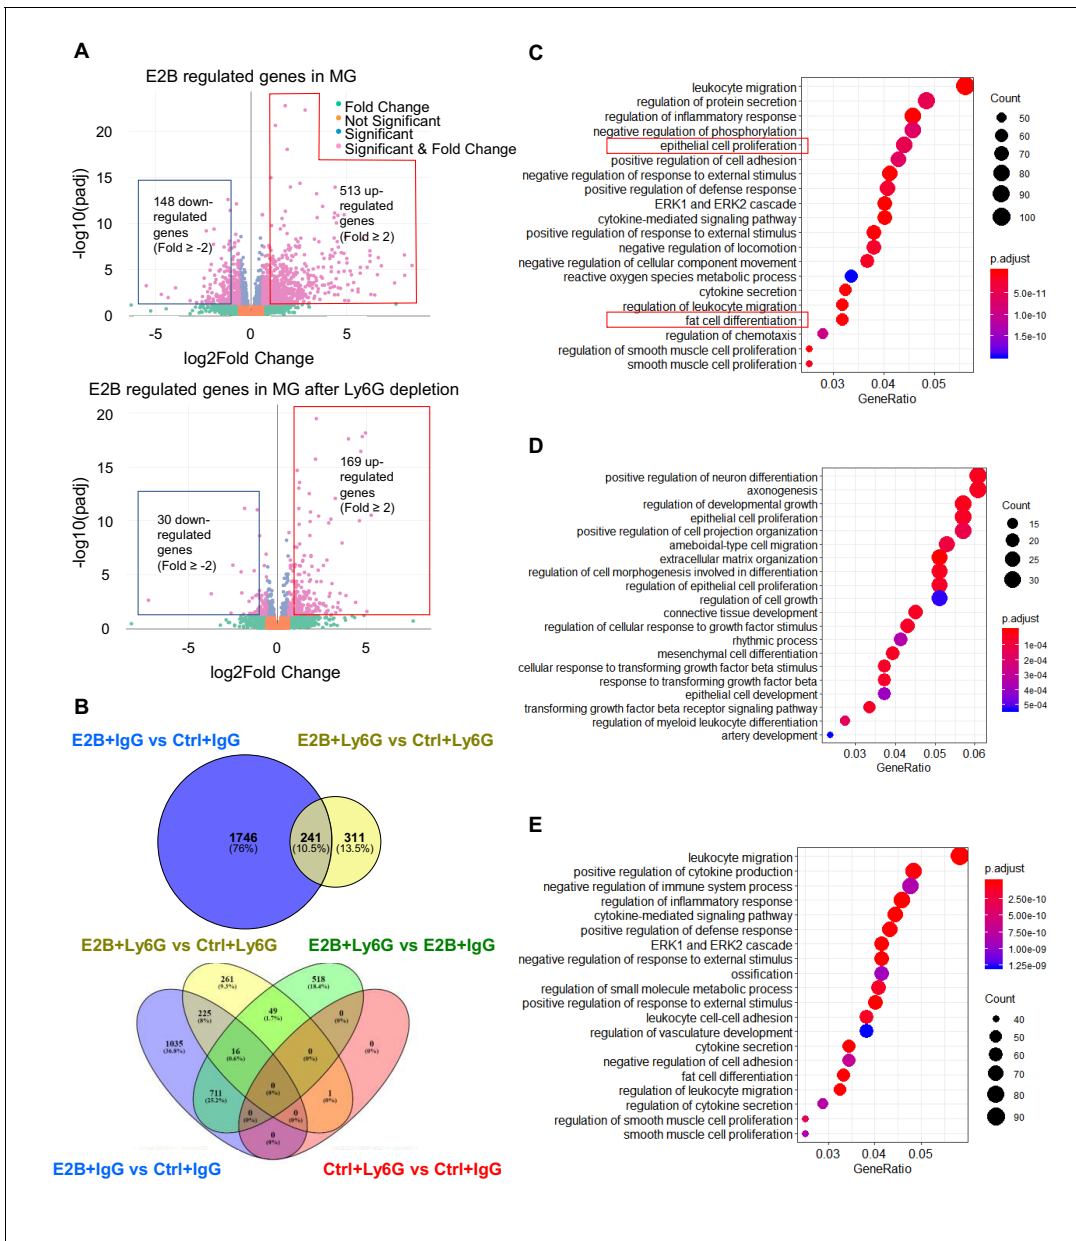 A
E2B regulated genes in MG
Fold Change
Not Significant
Significant
Significant & Fold Change
148 down-
regulated
genes
(Fold ≥ -2)
513 up-
regulated
genes
(Fold ≥ 2)
-log10(padj)
20
15
10
5
0
-5
0
5
log2Fold Change
E2B regulated genes in MG after Ly6G depletion
30 down-
regulated
genes
(Fold ≥ -2)
169 up-
regulated
genes
(Fold ≥ 2)
-log10(padj)
20
15
10
5
0
-5
0
5
log2Fold Change
B
E2B+IgG vs Ctrl+IgG
E2B+Ly6G vs Ctrl+Ly6G
1746
(76%)
241
(10.5%)
311
(13.5%)
E2B+Ly6G vs Ctrl+Ly6G
E2B+Ly6G vs E2B+IgG
261
(9.3%)
518
(18.4%)
225
(8%)
49
(1.7%)
0
(0%)
1035
(36.8%)
0
(0%)
16
(0.6%)
0
(0%)
711
(25.2%)
0
(0%)
1
(0%)
0
(0%)
0
(0%)
0
(0%)
E2B+IgG vs Ctrl+IgG
Ctrl+Ly6G vs Ctrl+IgG
C
leukocyte migration
regulation of protein secretion
regulation of inflammatory response
negative regulation of phosphorylation
epithelial cell proliferation
positive regulation of cell adhesion
negative regulation of response to external stimulus
positive regulation of defense response
ERK1 and ERK2 cascade
cytokine-mediated signaling pathway
positive regulation of response to external stimulus
negative regulation of locomotion
negative regulation of cellular component movement
reactive oxygen species metabolic process
cytokine secretion
regulation of leukocyte migration
fat cell differentiation
regulation of chemotaxis
regulation of smooth muscle cell proliferation
smooth muscle cell proliferation
0.03
0.04
0.05
GeneRatio
Count
50
60
70
80
90
100
p.adjust
5.0e-11
1.0e-10
1.5e-10
D
positive regulation of neuron differentiation
axonogenesis
regulation of developmental growth
epithelial cell proliferation
positive regulation of cell projection organization
ameboidal-type cell migration
extracellular matrix organization
regulation of cell morphogenesis involved in differentiation
regulation of epithelial cell proliferation
regulation of cell growth
connective tissue development
regulation of cellular response to growth factor stimulus
rhythmic process
mesenchymal cell differentiation
cellular response to transforming growth factor beta stimulus
response to transforming growth factor beta
epithelial cell development
transforming growth factor beta receptor signaling pathway
regulation of myeloid leukocyte differentiation
artery development
0.03
0.04
0.05
0.06
GeneRatio
Count
15
20
25
30
p.adjust
1e-04
2e-04
3e-04
4e-04
5e-04
E
leukocyte migration
positive regulation of cytokine production
negative regulation of immune system process
regulation of inflammatory response
cytokine-mediated signaling pathway
positive regulation of defense response
ERK1 and ERK2 cascade
negative regulation of response to external stimulus
ossification
regulation of small molecule metabolic process
positive regulation of response to external stimulus
leukocyte cell-cell adhesion
regulation of vasculature development
cytokine secretion
negative regulation of cell adhesion
fat cell differentiation
regulation of leukocyte migration
regulation of cytokine secretion
regulation of smooth muscle cell proliferation
smooth muscle cell proliferation
0.03
0.04
0.05
GeneRatio
p.adjust
2.50e-10
5.00e-10
7.50e-10
1.00e-09
1.25e-09
Count
40
50
60
70
80
90